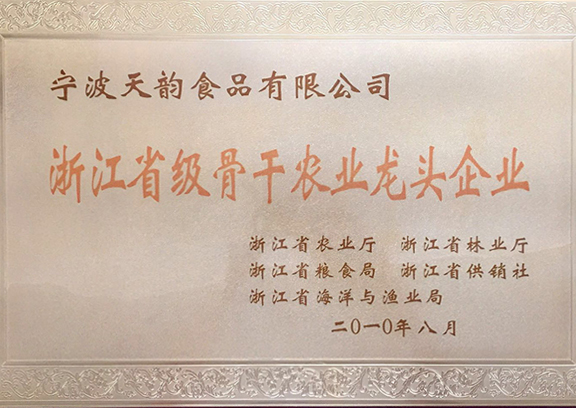 宁波天韵食品有限公司
浙江省级骨干农业龙头企业
浙江省农业厅 浙江省林业厅
浙江省粮食局 浙江省供销社
浙江省海洋与渔业局
二〇一〇年八月